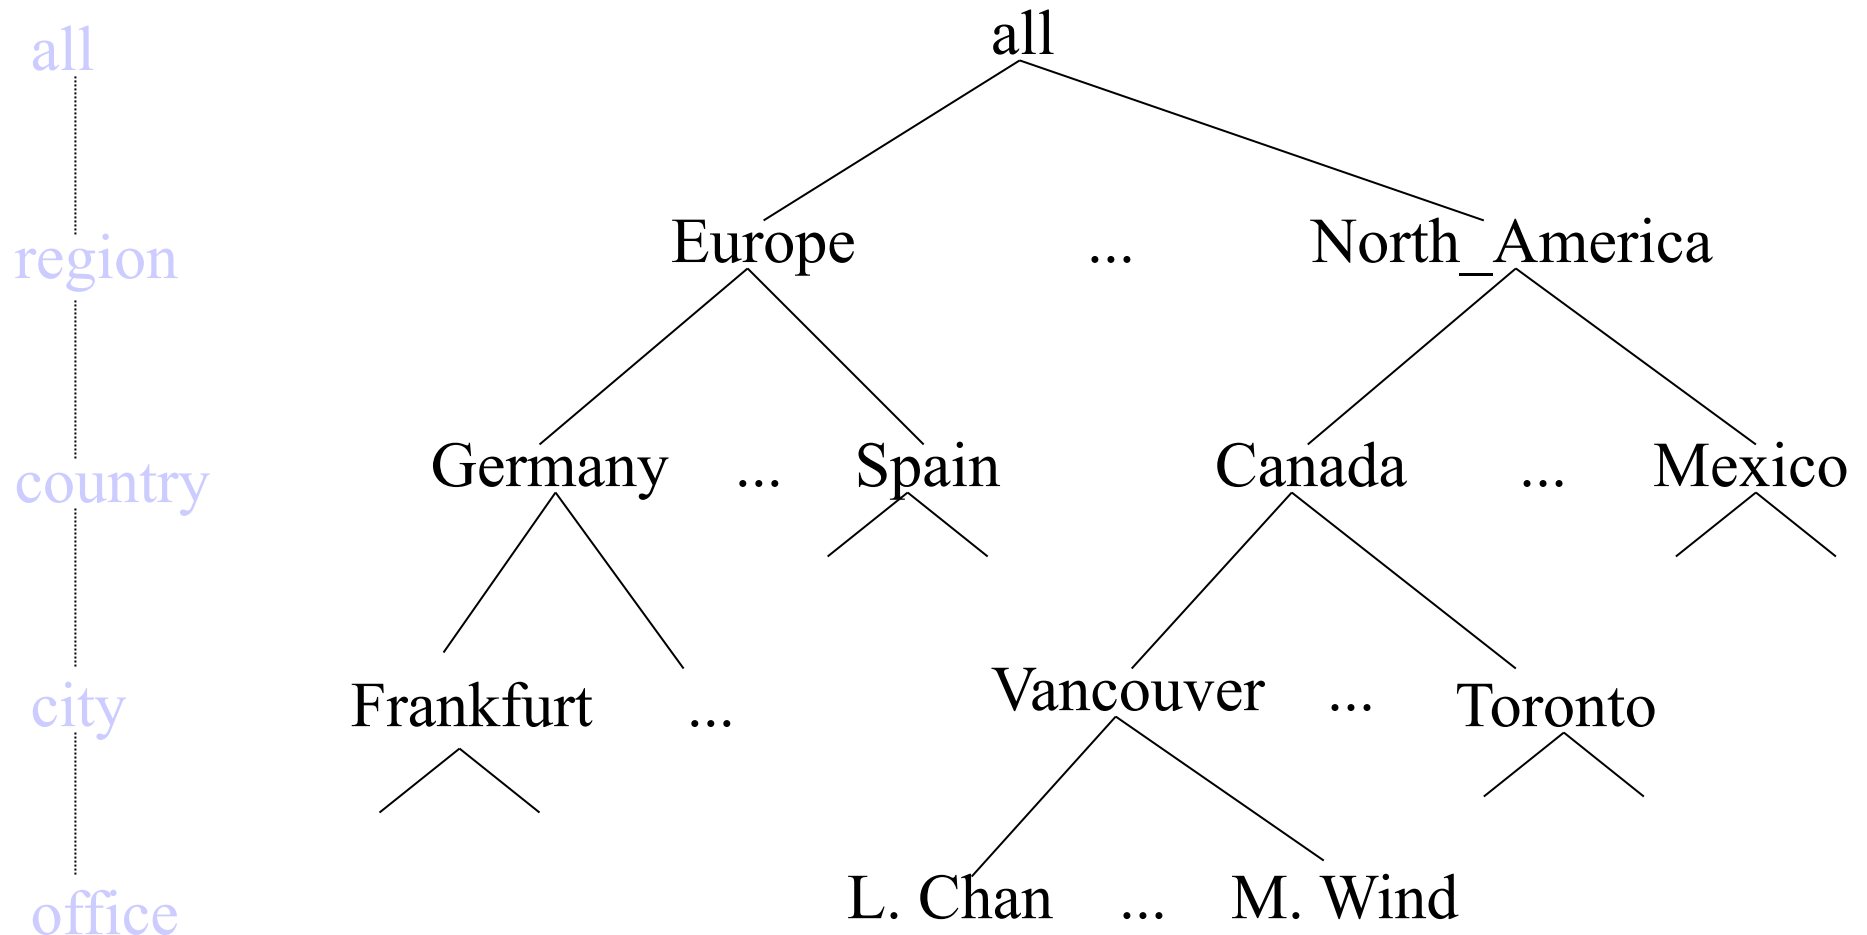 all
all
region
Europe ... North_America
country
Germany ... Spain Canada ... Mexico
city
Frankfurt ... Vancouver ... Toronto
office
L. Chan ... M. Wind